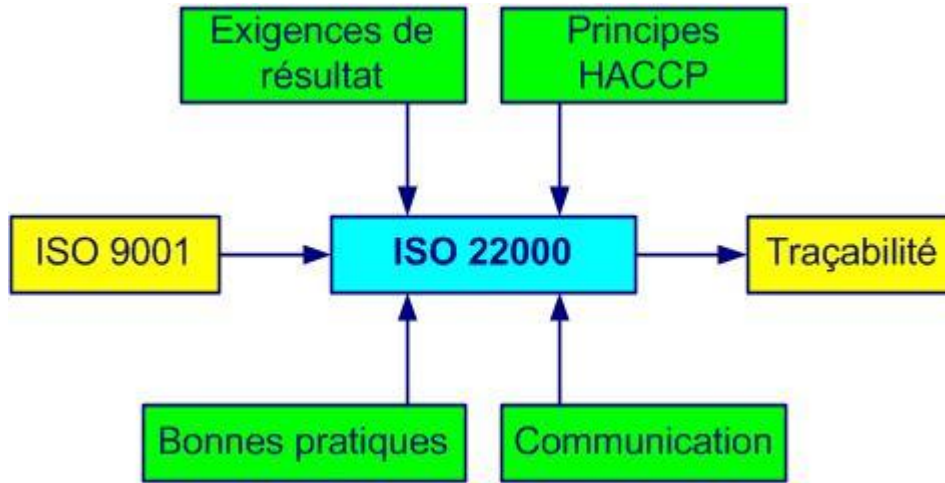 Exigences de
résultat
Principes
HACCP
ISO 9001
ISO 22000
Traçabilité
Bonnes pratiques
Communication